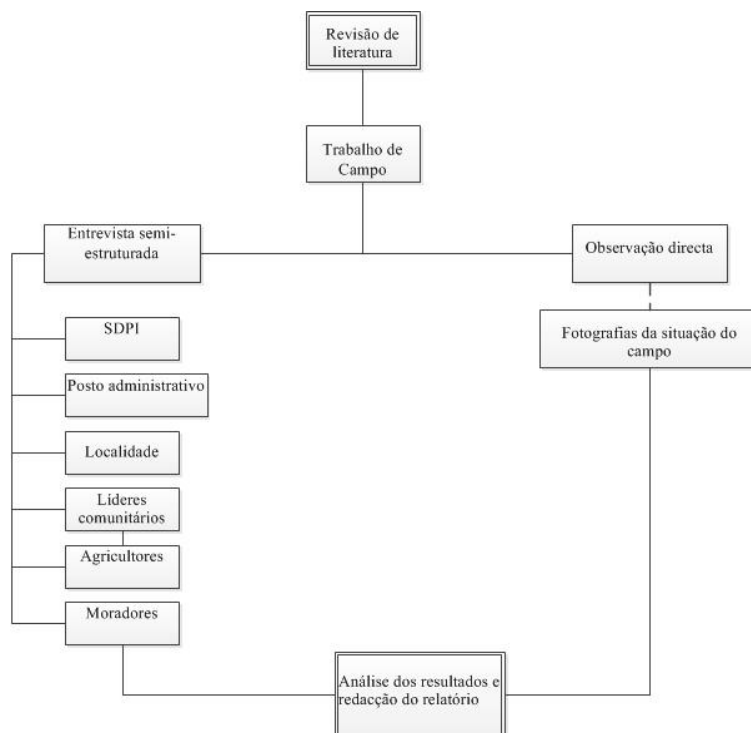 Revisão de
literatura
Trabalho de
Campo
Entrevista semi-
estruturada
Observação directa
SDPI
Fotografias da situação do
campo
Posto administrativo
Localidade
Líderes
comunitários
Agricultores
Moradores
Análise dos resultados e
redacção do relatório